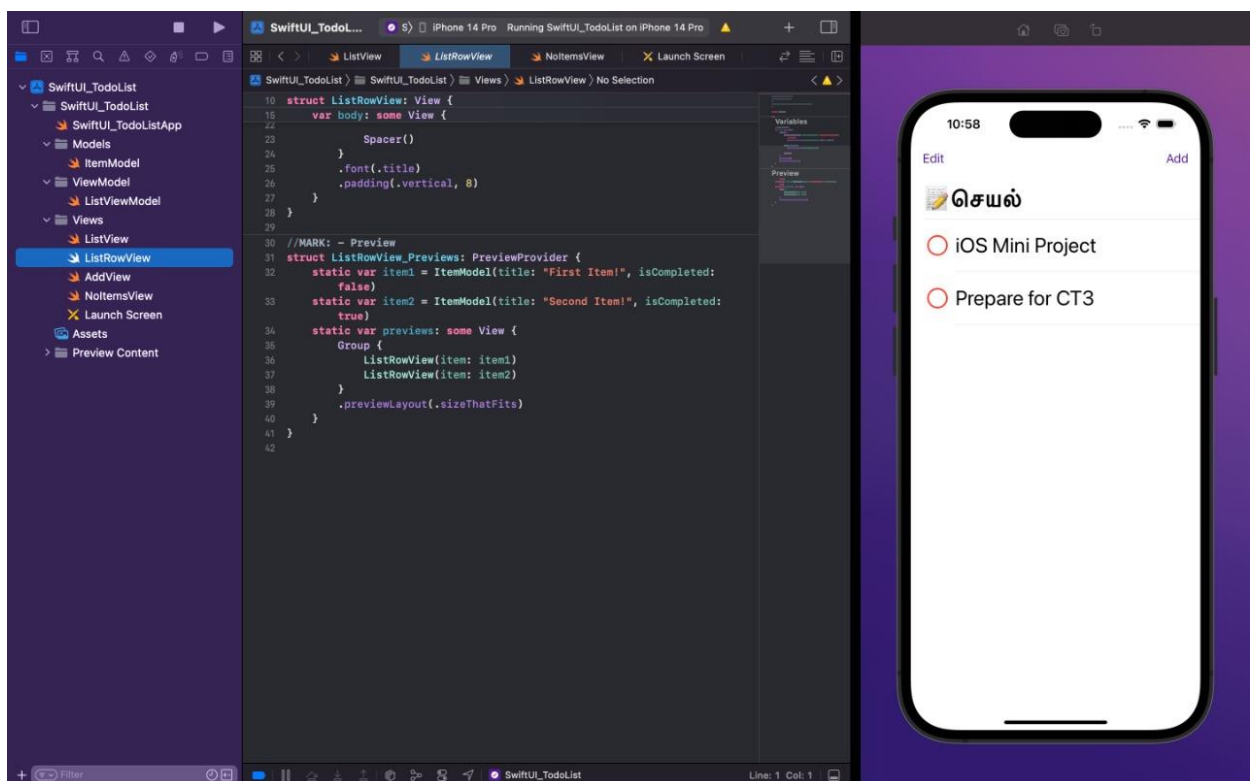 SwiftUI_TodoL...
S⟩ iPhone 14 Pro Running SwiftUI_TodoList on iPhone 14 Pro
ListView
ListRowView
NoItemsView
Launch Screen
SwiftUI_TodoList ⟩ SwiftUI_TodoList ⟩ Views ⟩ ListRowView ⟩ No Selection
SwiftUI_TodoList
SwiftUI_TodoList
SwiftUI_TodoListApp
Models
ItemModel
ViewModel
ListViewModel
Views
ListView
ListRowView
AddView
NoItemsView
Launch Screen
Assets
Preview Content
Filter
10 struct ListRowView: View {
15 var body: some View {
22
23 Spacer()
24 }
25 .font(.title)
26 .padding(.vertical, 8)
27 }
28 }
29
30 //MARK: - Preview
31 struct ListRowView_Previews: PreviewProvider {
32 static var item1 = ItemModel(title: "First Item!", isCompleted:
false)
33 static var item2 = ItemModel(title: "Second Item!", isCompleted:
true)
34 static var previews: some View {
35 Group {
36 ListRowView(item: item1)
37 ListRowView(item: item2)
38 }
39 .previewLayout(.sizeThatFits)
40 }
41 }
42
Variables
Preview
SwiftUI_TodoList
Line: 1 Col: 1
10:58
Edit
Add
📝செயல்
iOS Mini Project
Prepare for CT3